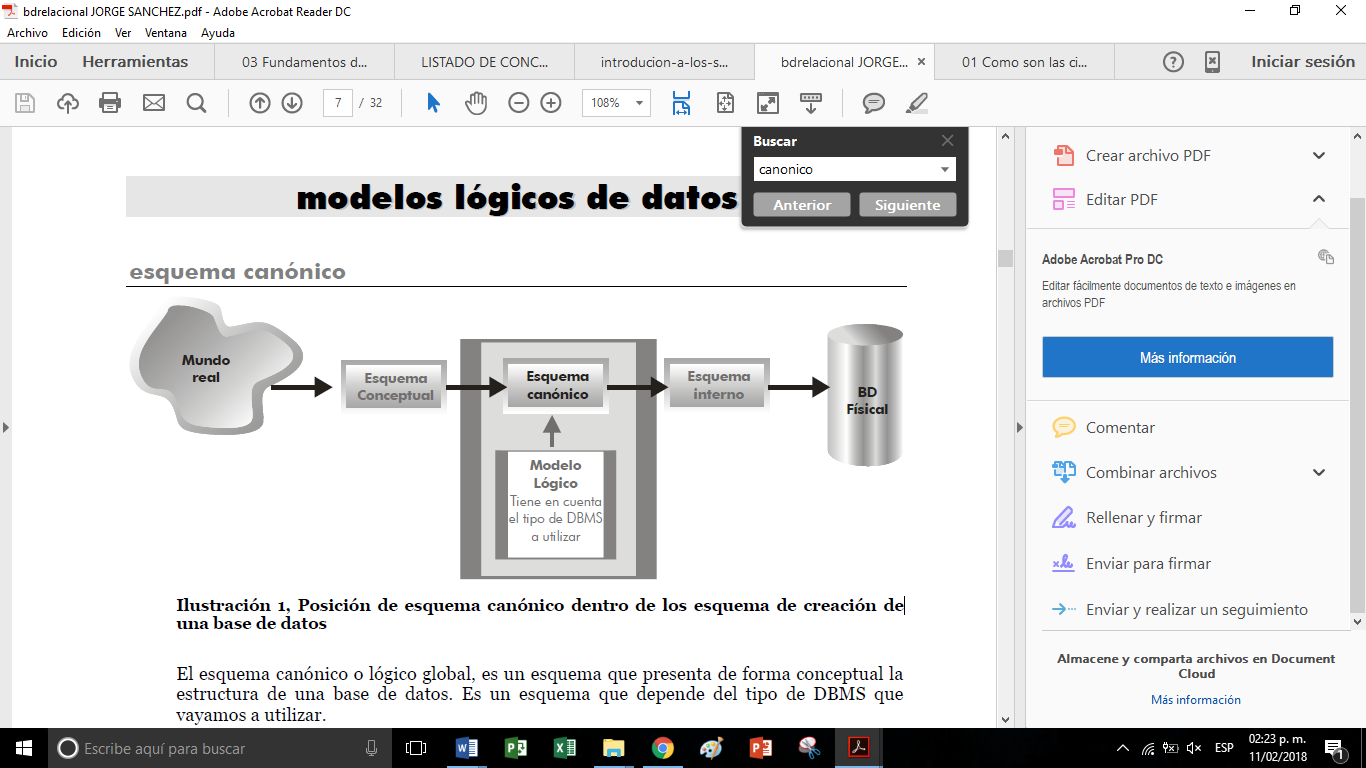 bdrelacional JORGE SANCHEZ.pdf - Adobe Acrobat Reader DC
Archivo Edición Ver Ventana Ayuda
Inicio Herramientas 03 Fundamentos d... LISTADO DE CONC... introducion-a-los-s... bdrelacional JORGE... 01 Como son las ci... Iniciar sesión
7 / 32 108%
Buscar
canonico
Anterior Siguiente
modelos lógicos de datos
esquema canónico
Mundo
real
Esquema
Conceptual
Esquema
canónico
Esquema
interno
BD
Físical
Modelo
Lógico
Tiene en cuenta
el tipo de DBMS
a utilizar
Ilustración 1, Posición de esquema canónico dentro de los esquema de creación de
una base de datos
El esquema canónico o lógico global, es un esquema que presenta de forma conceptual la
estructura de una base de datos. Es un esquema que depende del tipo de DBMS que
vayamos a utilizar.
Crear archivo PDF
Editar PDF
Adobe Acrobat Pro DC
Editar fácilmente documentos de texto e imágenes en
archivos PDF
Más información
Comentar
Combinar archivos
Rellenar y firmar
Enviar para firmar
Enviar y realizar un seguimiento
Almacene y comparta archivos en Document
Cloud
Más información
Escribe aquí para buscar
ESP
02:23 p. m.
11/02/2018
1